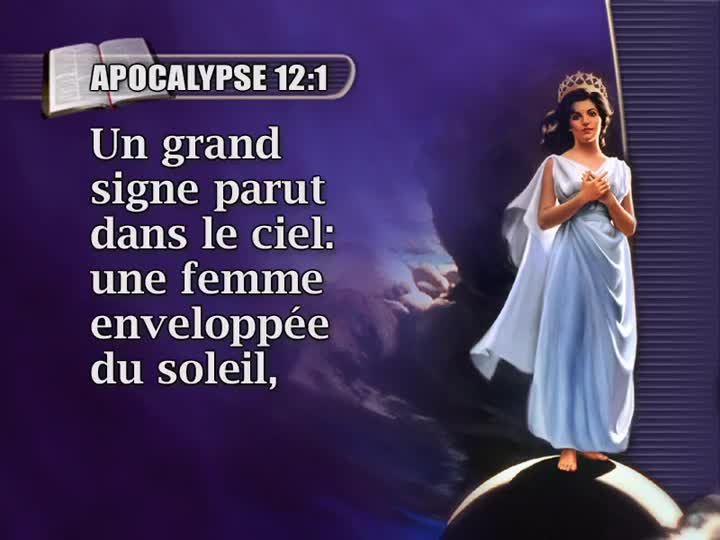 APOCALYPSE 12:1
Un grand
signe parut
dans le ciel:
une femme
enveloppée
du soleil,